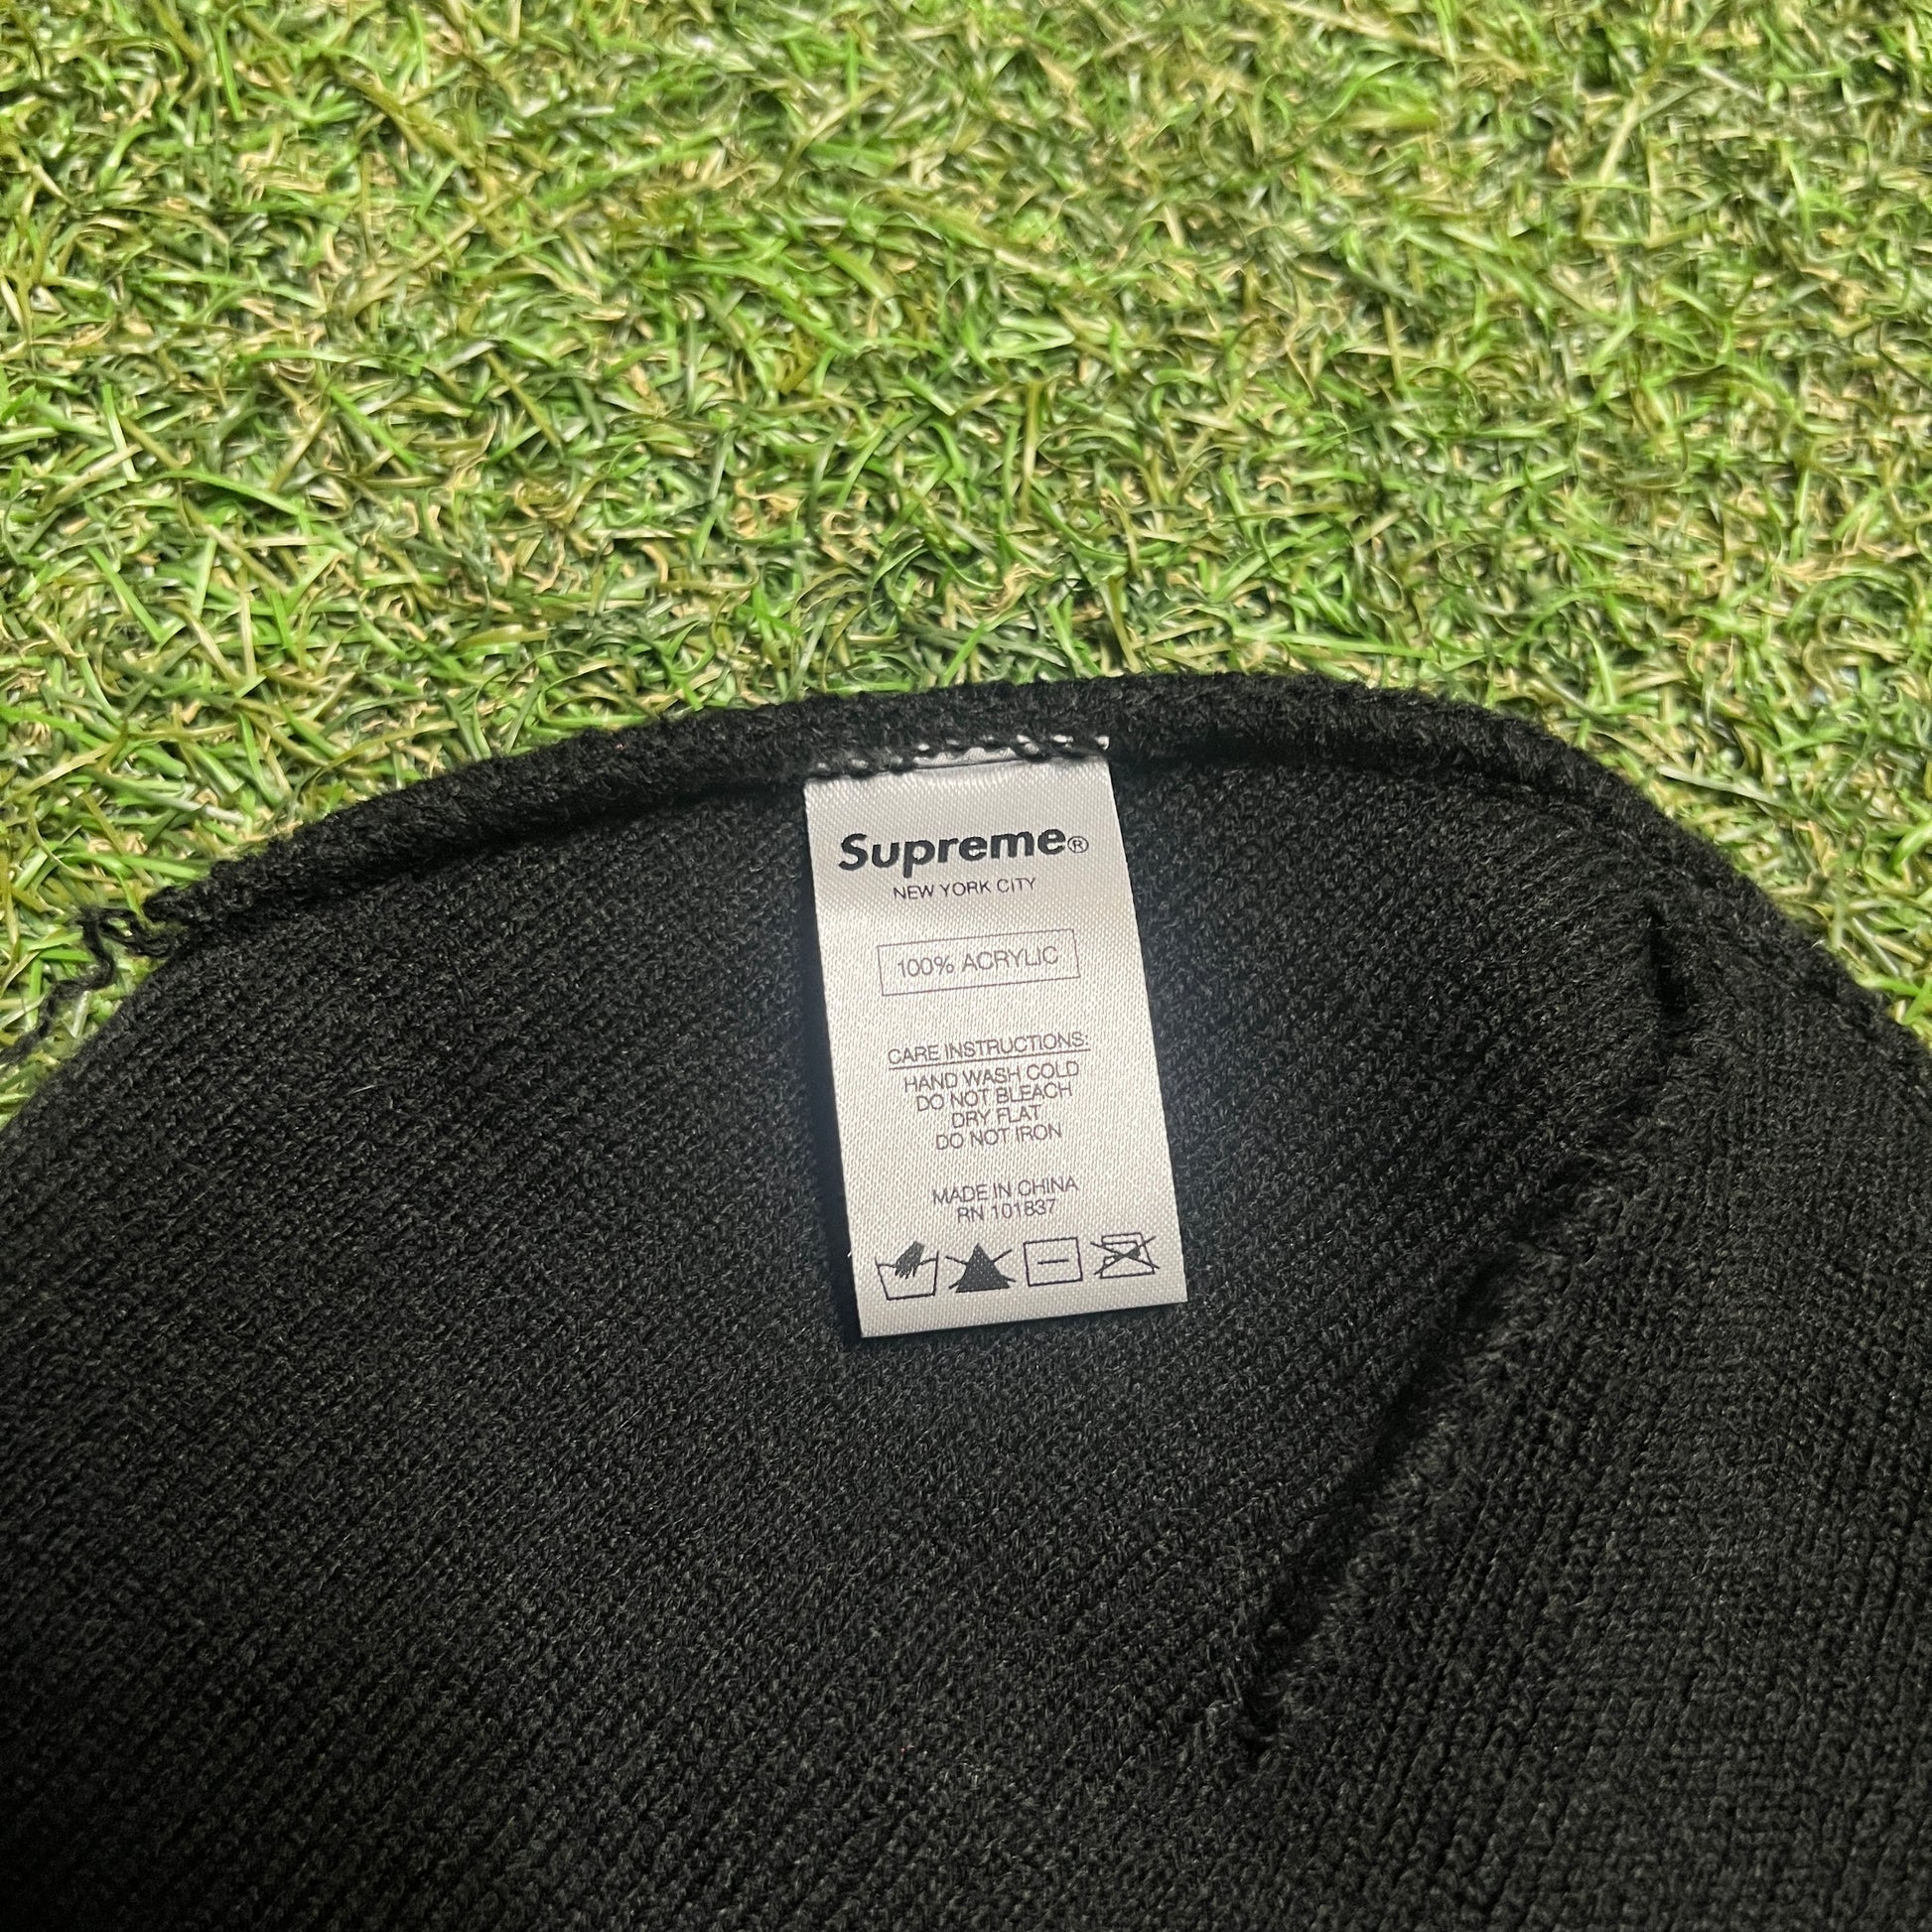 Supreme®
NEW YORK CITY
100% ACRYLIC
CARE INSTRUCTIONS:
HAND WASH COLD
DO NOT BLEACH
DRY FLAT
DO NOT IRON
MADE IN CHINA
RN 101837